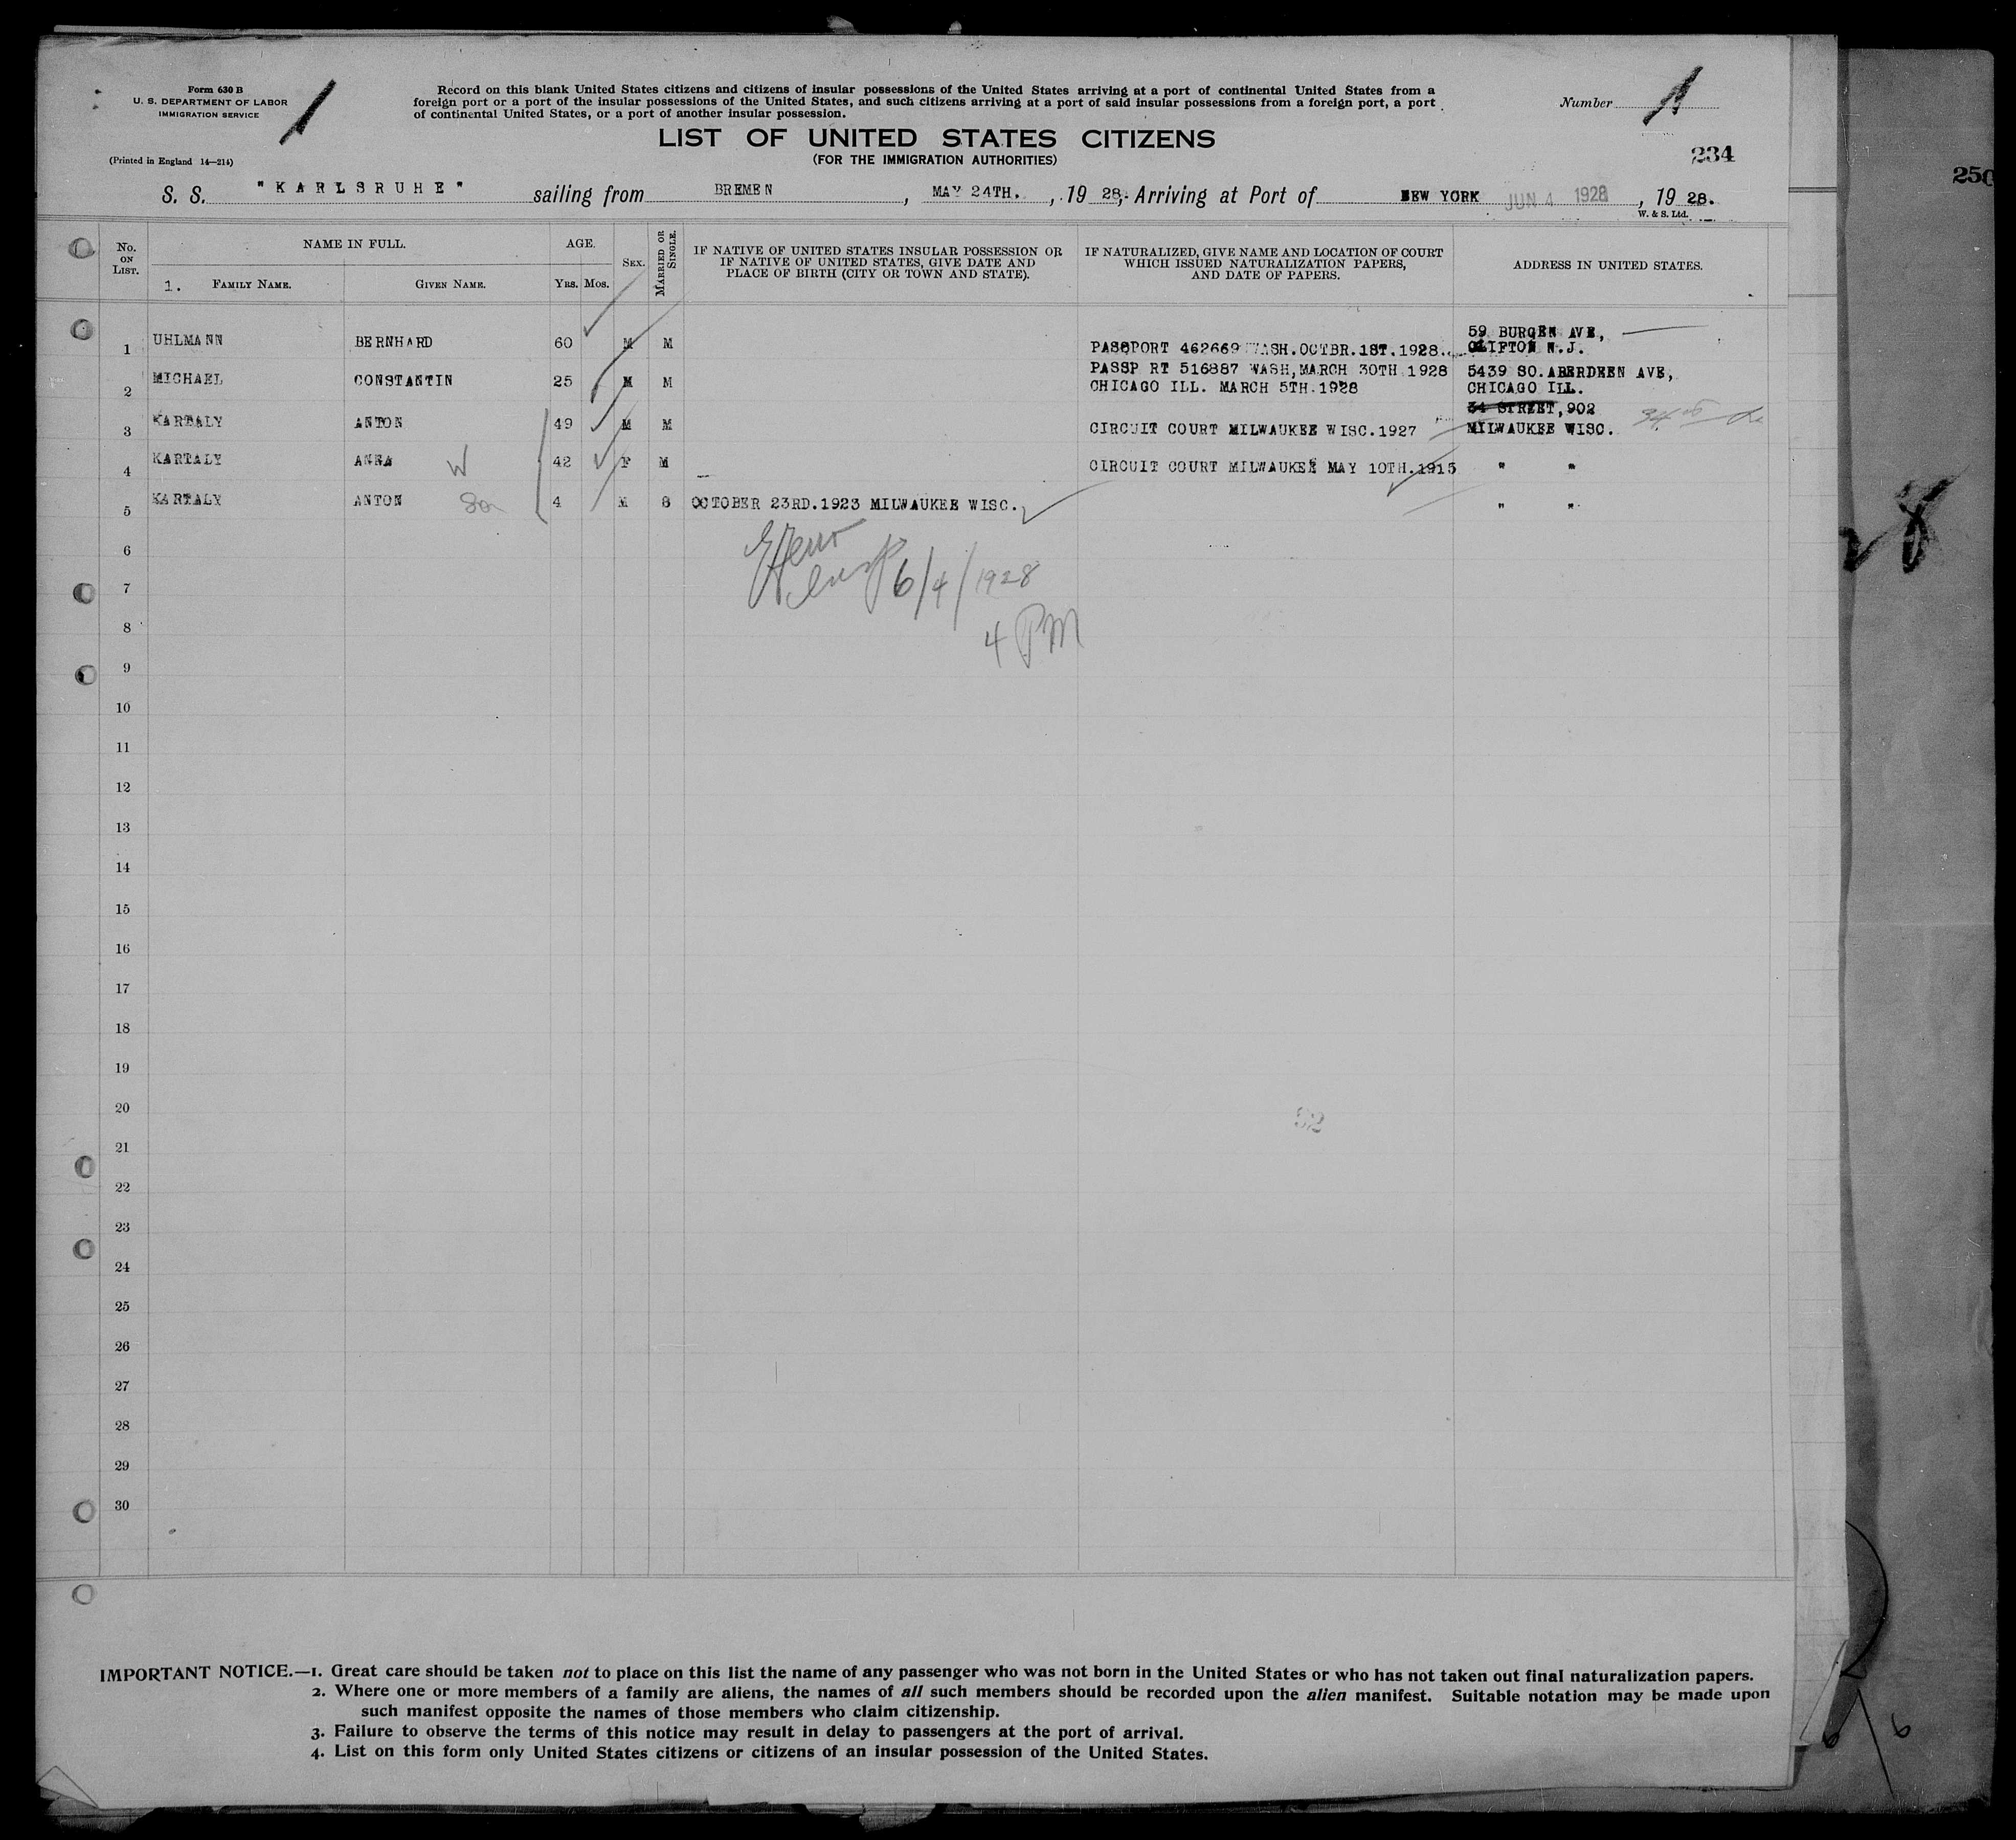 Form 630 B
U. S. DEPARTMENT OF LABOR
IMMIGRATION SERVICE
(Printed in England 14—214)
Record on this blank United States citizens and citizens of insular possessions of the United States arriving at a port of continental United States from a
foreign port or a port of the insular possessions of the United States, and such citizens arriving at a port of said insular possessions from a foreign port, a port
of continental United States, or a port of another insular possession.
Number
LIST OF UNITED STATES CITIZENS
(FOR THE IMMIGRATION AUTHORITIES)
234
250
S. S. "KARLSRUHE" sailing from BREMEN, MAY 24TH., 1928, Arriving at Port of NEW YORK JUN 4 1928, 1928.
W. & S. Ltd.
No. ON LIST.
NAME IN FULL.
1. FAMILY NAME.
GIVEN NAME.
AGE.
YRS. MOS.
SEX.
MARRIED OR SINGLE.
IF NATIVE OF UNITED STATES INSULAR POSSESSION OR
IF NATIVE OF UNITED STATES, GIVE DATE AND
PLACE OF BIRTH (CITY OR TOWN AND STATE).
IF NATURALIZED, GIVE NAME AND LOCATION OF COURT
WHICH ISSUED NATURALIZATION PAPERS,
AND DATE OF PAPERS.
ADDRESS IN UNITED STATES.
1 UHLMANN BERNHARD 60 M M PASSPORT 462669 WASH.OCTBR.1ST.1928. 59 BURGEN AVE,
CLIFTON N.J.
2 MICHAEL CONSTANTIN 25 M M PASSP RT 516887 WASH,MARCH 30TH 1928 5439 SO.ABERDEEN AVE,
CHICAGO ILL. MARCH 5TH.1928 CHICAGO ILL.
34 STREET,902
3 KARTALY ANTON 49 M M CIRCUIT COURT MILWAUKEE WISC.1927 MILWAUKEE WISC.
4 KARTALY ANNA W 42 F M CIRCUIT COURT MILWAUKEE MAY 10TH.1915 " "
5 KARTALY ANTON Son 4 M S OCTOBER 23RD.1923 MILWAUKEE WISC. " "
6
7
6/4/1928
8
4 PM
9
10
11
12
13
14
15
16
17
18
19
20
52
21
22
23
24
25
26
27
28
29
30
IMPORTANT NOTICE.—1. Great care should be taken not to place on this list the name of any passenger who was not born in the United States or who has not taken out final naturalization papers.
2. Where one or more members of a family are aliens, the names of all such members should be recorded upon the alien manifest. Suitable notation may be made upon
such manifest opposite the names of those members who claim citizenship.
3. Failure to observe the terms of this notice may result in delay to passengers at the port of arrival.
4. List on this form only United States citizens or citizens of an insular possession of the United States.